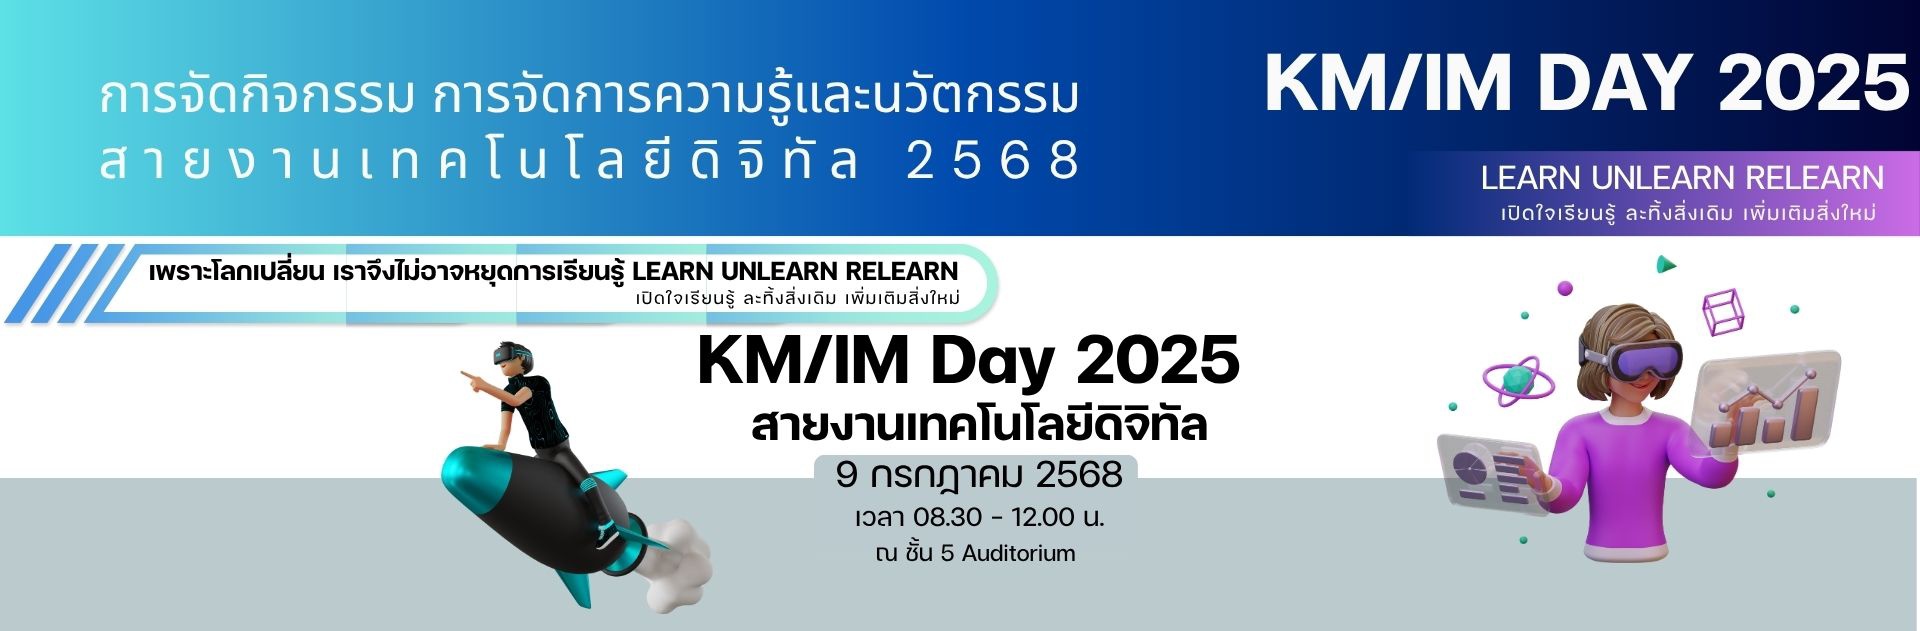 การจัดกิจกรรม การจัดการความรู้และนวัตกรรม
สายงานเทคโนโลยีดิจิทัล 2568
KM/IM DAY 2025
LEARN UNLEARN RELEARN
เปิดใจเรียนรู้ ละทิ้งสิ่งเดิม เพิ่มเติมสิ่งใหม่
เพราะโลกเปลี่ยน เราจึงไม่อาจหยุดการเรียนรู้ LEARN UNLEARN RELEARN
เปิดใจเรียนรู้ ละทิ้งสิ่งเดิม เพิ่มเติมสิ่งใหม่
KM/IM Day 2025
สายงานเทคโนโลยีดิจิทัล
9 กรกฎาคม 2568
เวลา 08.30 - 12.00 น.
ณ ชั้น 5 Auditorium